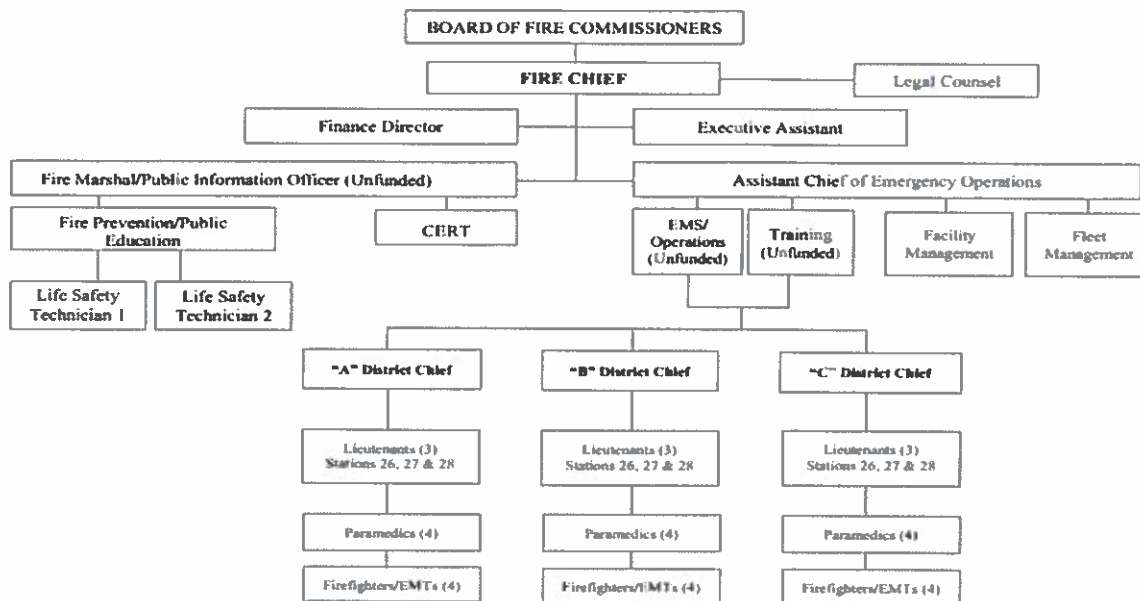 BOARD OF FIRE COMMISSIONERS
FIRE CHIEF
Legal Counsel
Finance Director
Executive Assistant
Fire Marshal/Public Information Officer (Unfunded)
Assistant Chief of Emergency Operations
Fire Prevention/Public
Education
CERT
EMS/
Operations
(Unfunded)
Training
(Unfunded)
Facility
Management
Fleet
Management
Life Safety
Technician 1
Life Safety
Technician 2
"A" District Chief
"B" District Chief
"C" District Chief
Lieutenants (3)
Stations 26, 27 & 28
Lieutenants (3)
Stations 26, 27 & 28
Lieutenants (3)
Stations 26, 27 & 28
Paramedics (4)
Paramedics (4)
Paramedics (4)
Firefighters/EMTs (4)
Firefighters/EMTs (4)
Firefighters/EMTs (4)